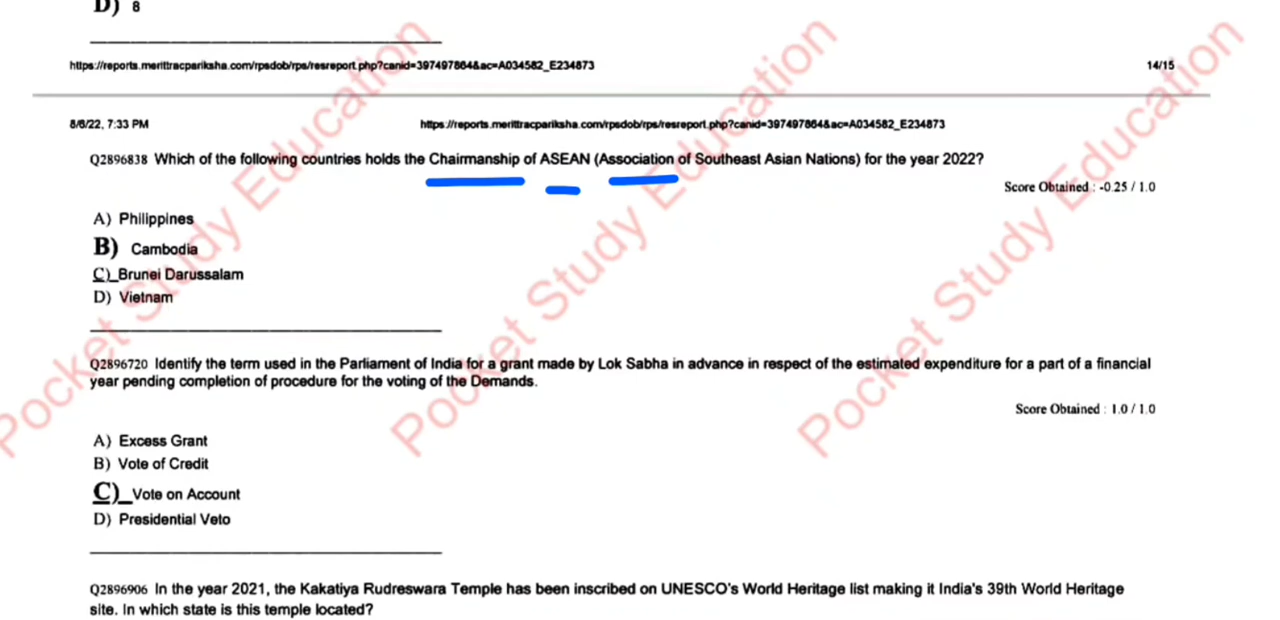 D) 8
https://reports.merittracpariksha.com/rpsdob/rps/resreport.php?canid=397497864&ac=A034582_E234873 14/15
8/6/22, 7:33 PM https://reports.merittracpariksha.com/rpsdob/rps/resreport.php?canid=397497864&ac=A034582_E234873
Q2896838 Which of the following countries holds the Chairmanship of ASEAN (Association of Southeast Asian Nations) for the year 2022?
Score Obtained : -0.25 / 1.0
A) Philippines
B) Cambodia
C) Brunei Darussalam
D) Vietnam
Q2896720 Identify the term used in the Parliament of India for a grant made by Lok Sabha in advance in respect of the estimated expenditure for a part of a financial
year pending completion of procedure for the voting of the Demands.
Score Obtained : 1.0 / 1.0
A) Excess Grant
B) Vote of Credit
C) Vote on Account
D) Presidential Veto
Q2896906 In the year 2021, the Kakatiya Rudreswara Temple has been inscribed on UNESCO's World Heritage list making it India's 39th World Heritage
site. In which state is this temple located?
Pocket Study Education
Pocket Study Education
Pocket Study Education